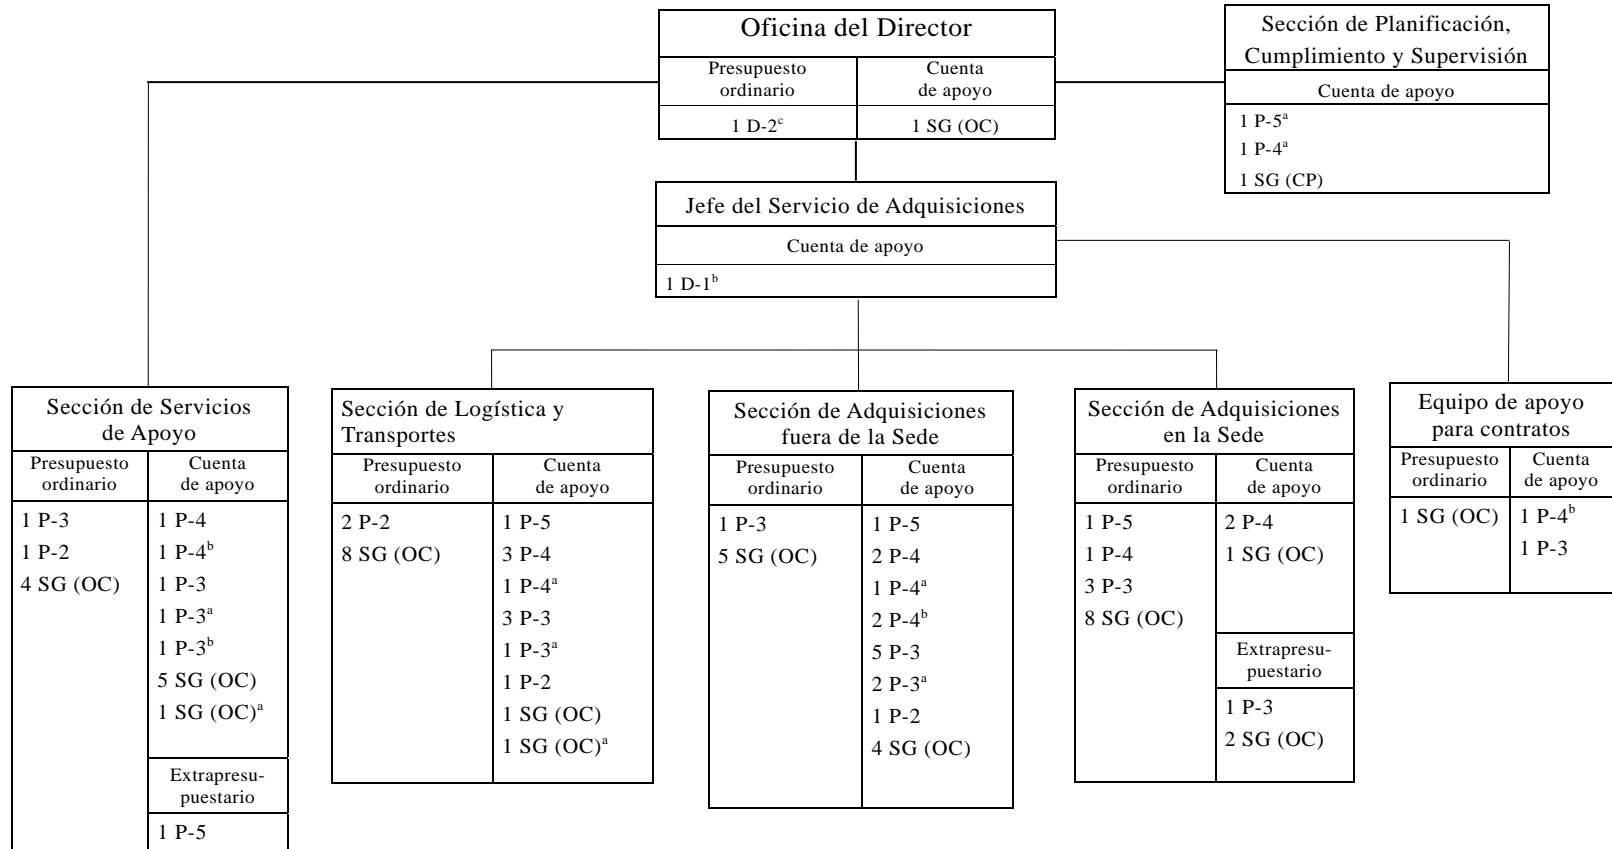 Oficina del Director
Presupuesto
ordinario
Cuenta
de apoyo
1 D-2ᶜ
1 SG (OC)
Sección de Planificación,
Cumplimiento y Supervisión
Cuenta de apoyo
1 P-5ᵃ
1 P-4ᵃ
1 SG (CP)
Jefe del Servicio de Adquisiciones
Cuenta de apoyo
1 D-1ᵇ
Sección de Servicios
de Apoyo
Presupuesto
ordinario
Cuenta
de apoyo
1 P-3
1 P-2
4 SG (OC)
1 P-4
1 P-4ᵇ
1 P-3
1 P-3ᵃ
1 P-3ᵇ
5 SG (OC)
1 SG (OC)ᵃ
Extrapresu-
puestario
1 P-5
Sección de Logística y
Transportes
Presupuesto
ordinario
Cuenta
de apoyo
2 P-2
8 SG (OC)
1 P-5
3 P-4
1 P-4ᵃ
3 P-3
1 P-3ᵃ
1 P-2
1 SG (OC)
1 SG (OC)ᵃ
Sección de Adquisiciones
fuera de la Sede
Presupuesto
ordinario
Cuenta
de apoyo
1 P-3
5 SG (OC)
1 P-5
2 P-4
1 P-4ᵃ
2 P-4ᵇ
5 P-3
2 P-3ᵃ
1 P-2
4 SG (OC)
Sección de Adquisiciones
en la Sede
Presupuesto
ordinario
Cuenta
de apoyo
1 P-5
1 P-4
3 P-3
8 SG (OC)
2 P-4
1 SG (OC)
Extrapresu-
puestario
1 P-3
2 SG (OC)
Equipo de apoyo
para contratos
Presupuesto
ordinario
Cuenta
de apoyo
1 SG (OC)
1 P-4ᵇ
1 P-3